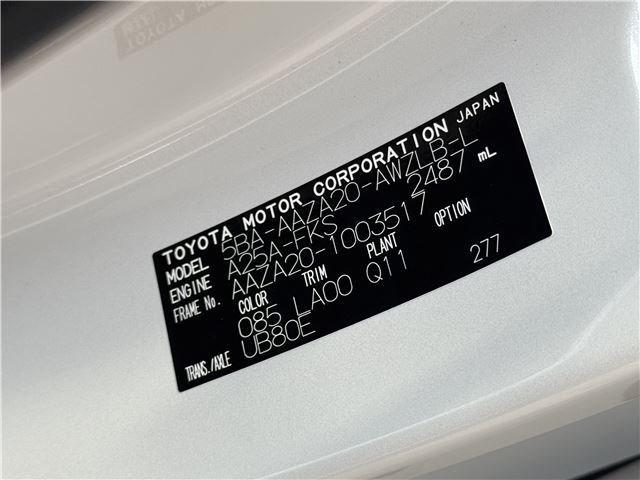 TOYOTA MOTOR CORPORATION JAPAN
MODEL 5BA-AAZA20-AWZLB-L
ENGINE A25A-FKS 2487 mL
FRAME No. AAZA20-1003517
COLOR TRIM PLANT OPTION
085 LA00 Q11 277
TRANS./AXLE UB80E